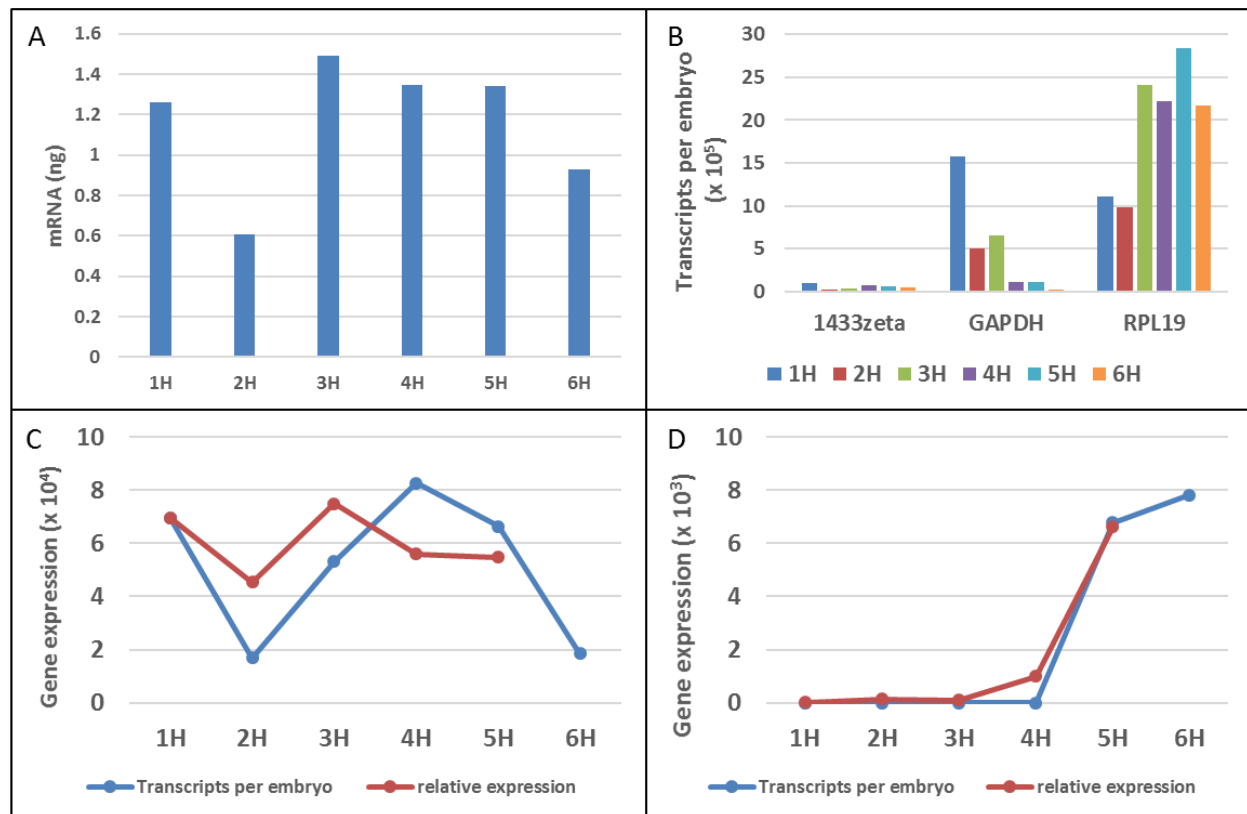 A
mRNA (ng)
1.6
1.4
1.2
1
0.8
0.6
0.4
0.2
0
1H 2H 3H 4H 5H 6H
B
Transcripts per embryo
(x 10⁵)
30
25
20
15
10
5
0
1433zeta GAPDH RPL19
1H 2H 3H 4H 5H 6H
C
Gene expression (x 10⁴)
10
8
6
4
2
0
1H 2H 3H 4H 5H 6H
Transcripts per embryo relative expression
D
Gene expression (x 10³)
10
8
6
4
2
0
1H 2H 3H 4H 5H 6H
Transcripts per embryo relative expression